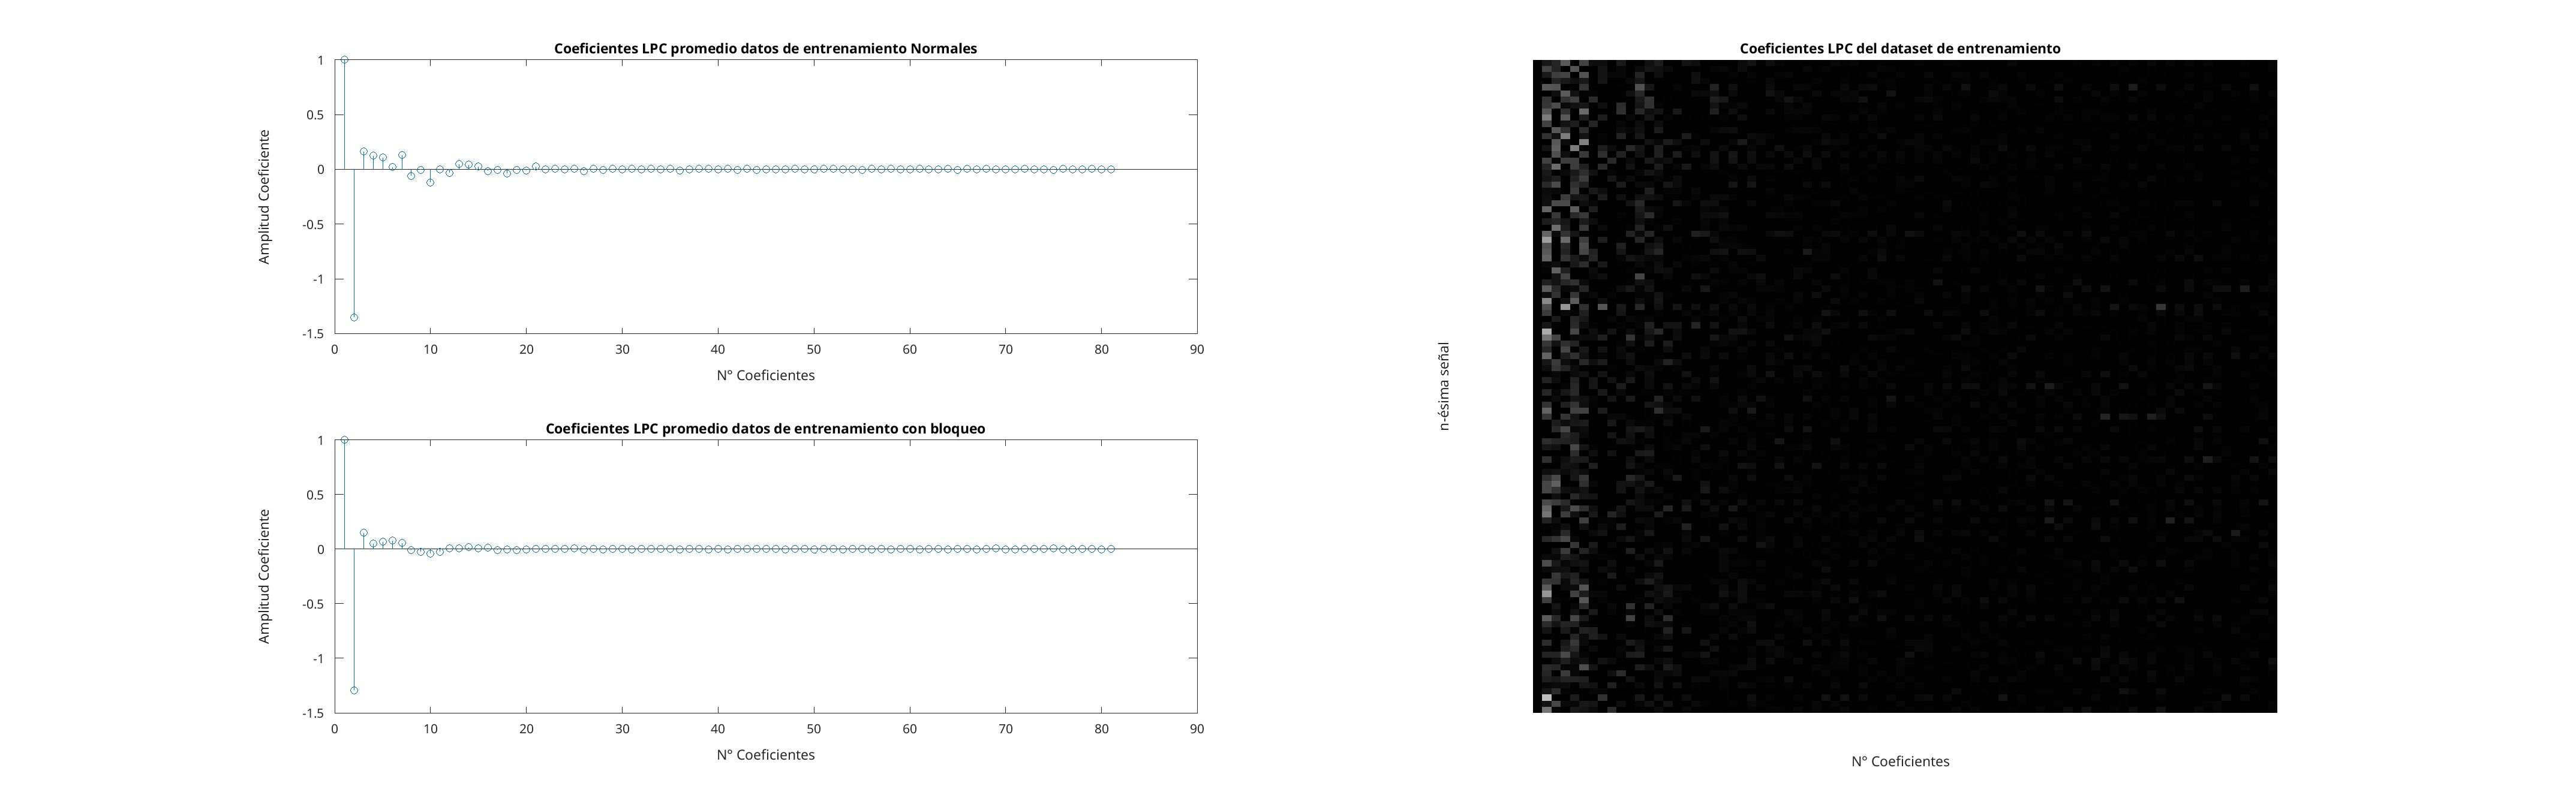 Coeficientes LPC promedio datos de entrenamiento Normales
1
0.5
0
-0.5
-1
-1.5
Amplitud Coeficiente
0 10 20 30 40 50 60 70 80 90
N° Coeficientes
Coeficientes LPC promedio datos de entrenamiento con bloqueo
1
0.5
0
-0.5
-1
-1.5
Amplitud Coeficiente
0 10 20 30 40 50 60 70 80 90
N° Coeficientes
Coeficientes LPC del dataset de entrenamiento
n-ésima señal
N° Coeficientes